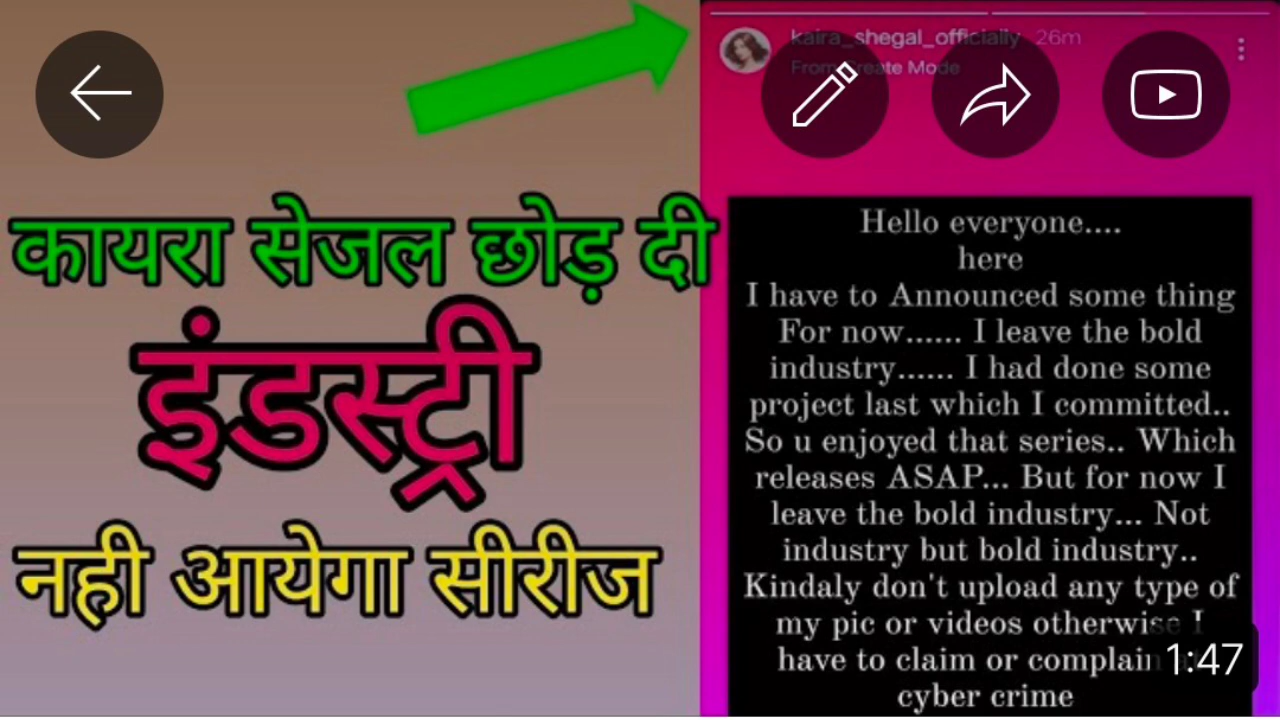 कायरा सेजल छोड़ दी
इंडस्ट्री
नही आयेगा सीरीज
kaira_shegal_officially 26m
From Create Mode
Hello everyone....
here
I have to Announced some thing
For now...... I leave the bold
industry...... I had done some
project last which I committed..
So u enjoyed that series.. Which
releases ASAP... But for now I
leave the bold industry... Not
industry but bold industry..
Kindaly don't upload any type of
my pic or videos otherwise I
have to claim or complain
cyber crime
1:47